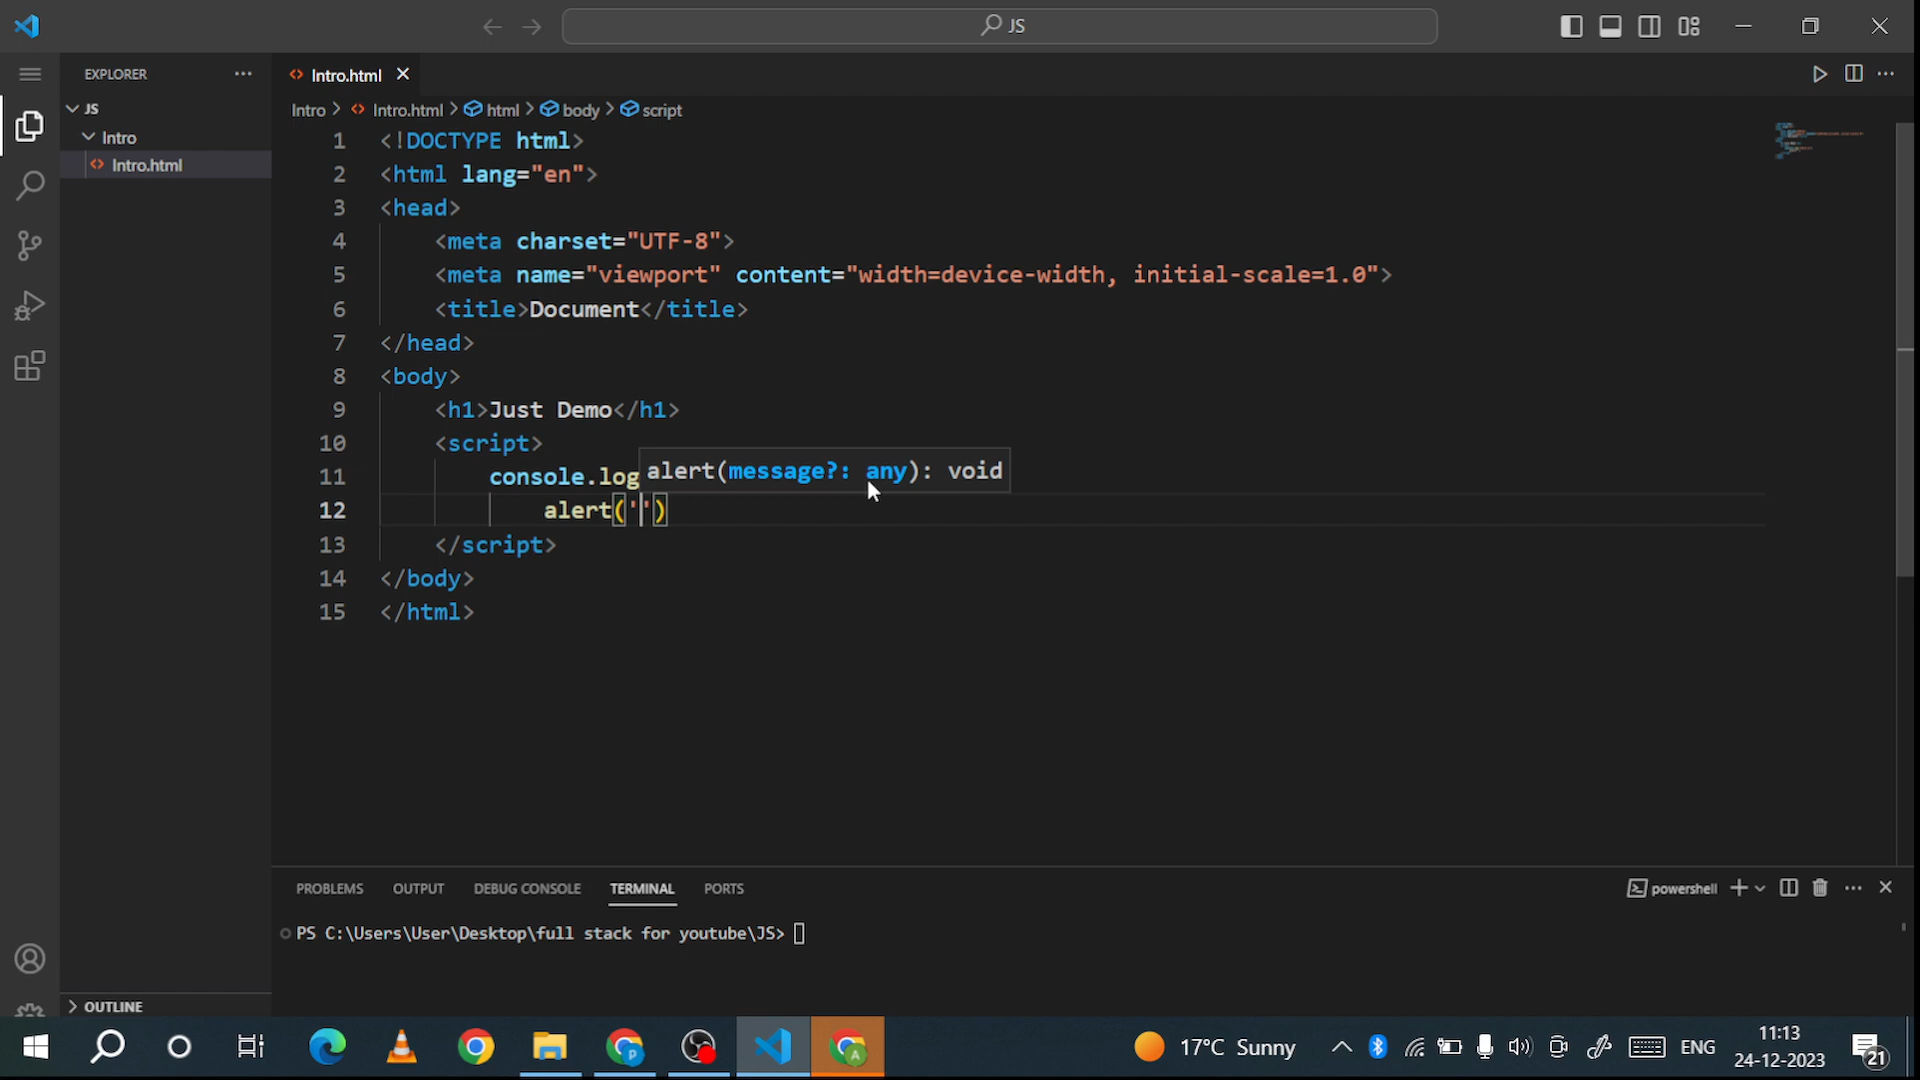 JS
EXPLORER
JS
Intro
Intro.html
OUTLINE
Intro.html
Intro > Intro.html > html > body > script
1 <!DOCTYPE html>
2 <html lang="en">
3 <head>
4 <meta charset="UTF-8">
5 <meta name="viewport" content="width=device-width, initial-scale=1.0">
6 <title>Document</title>
7 </head>
8 <body>
9 <h1>Just Demo</h1>
10 <script>
alert(message?: any): void
11 console.log
12 alert('')
13 </script>
14 </body>
15 </html>
PROBLEMS OUTPUT DEBUG CONSOLE TERMINAL PORTS
powershell
PS C:\Users\User\Desktop\full stack for youtube\JS>
P
A
17°C Sunny
ENG
11:13
24-12-2023
21